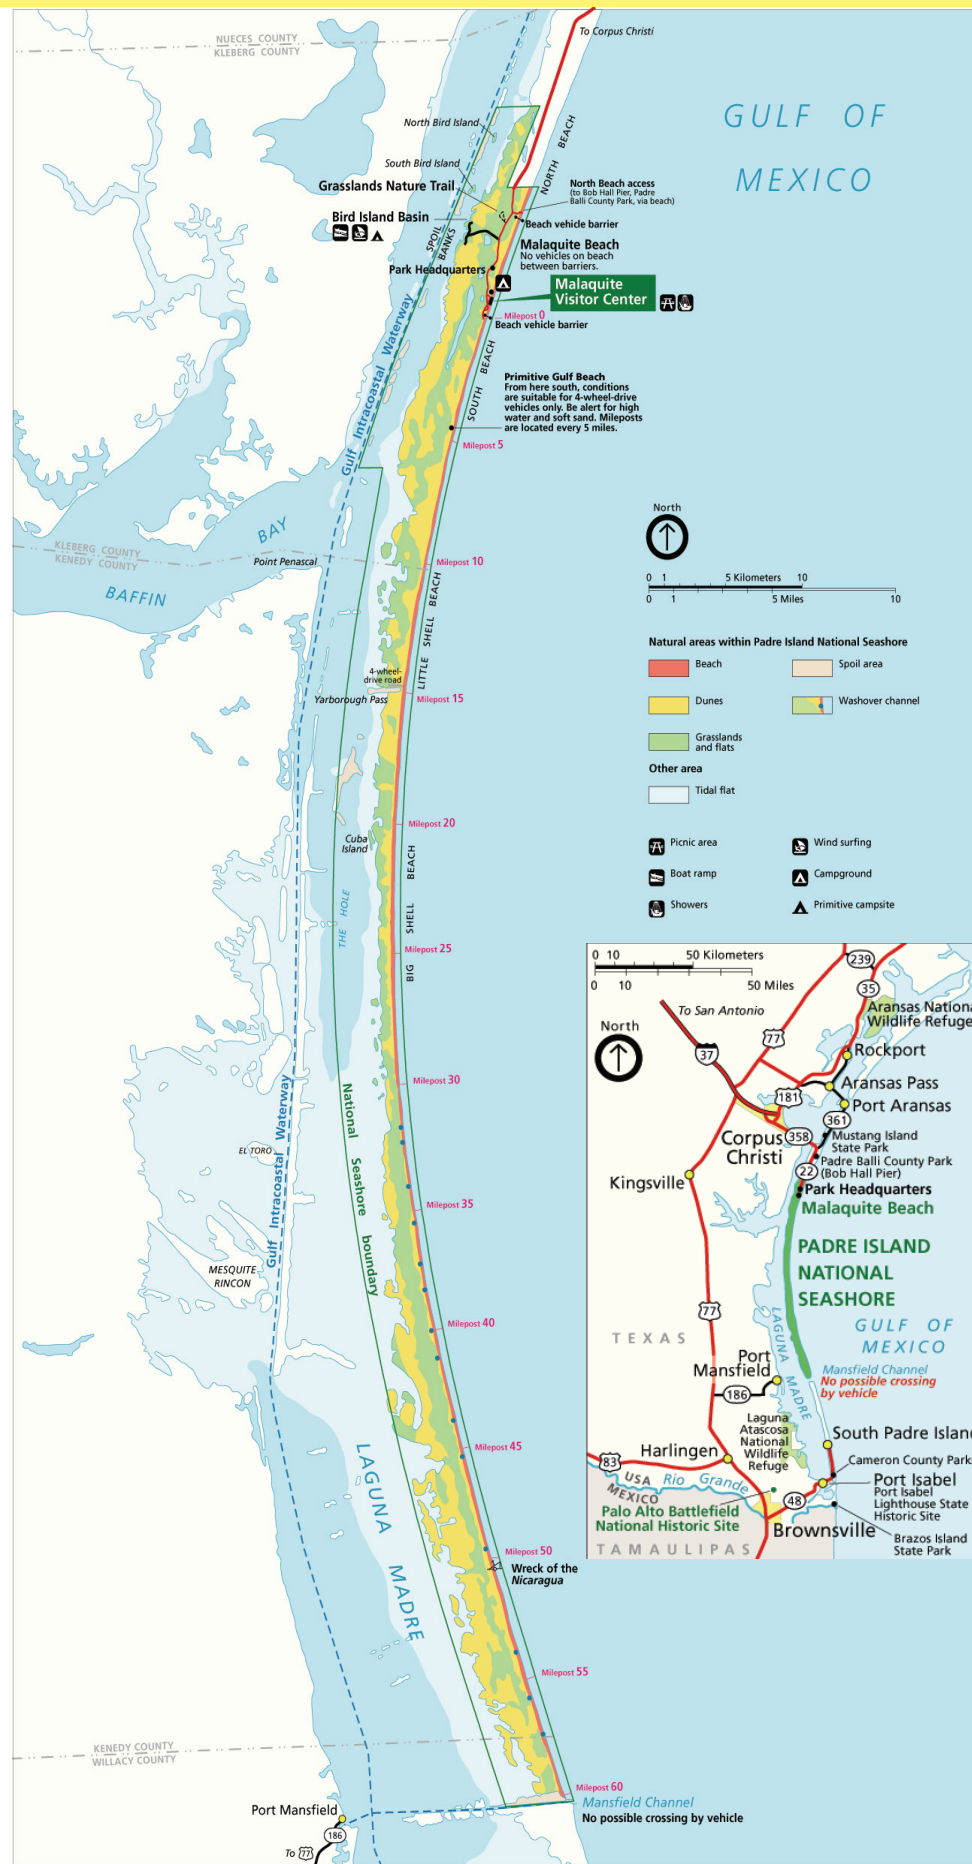 NUECES COUNTY
KLEBERG COUNTY
To Corpus Christi
GULF OF
MEXICO
North Bird Island
NORTH BEACH
South Bird Island
Grasslands Nature Trail
North Beach access
(to Bob Hall Pier, Padre
Balli County Park, via beach)
Bird Island Basin
Beach vehicle barrier
SPOIL
BANKS
Malaquite Beach
No vehicles on beach
between barriers.
Park Headquarters
Malaquite
Visitor Center
Milepost 0
Beach vehicle barrier
Gulf Intracoastal Waterway
SOUTH BEACH
Primitive Gulf Beach
From here south, conditions
are suitable for 4-wheel-drive
vehicles only. Be alert for high
water and soft sand. Mileposts
are located every 5 miles.
Milepost 5
North
BAY
KLEBERG COUNTY
KENEDY COUNTY
Point Penascal
Milepost 10
BAFFIN
0 1 5 Kilometers 10
0 1 5 Miles 10
LITTLE SHELL BEACH
Natural areas within Padre Island National Seashore
Beach
Spoil area
4-wheel-
drive road
Yarborough Pass
Milepost 15
Dunes
Washover channel
Grasslands
and flats
Other area
Tidal flat
Milepost 20
Cuba
Island
Picnic area
Wind surfing
Boat ramp
Campground
Showers
Primitive campsite
THE HOLE
BIG SHELL BEACH
Milepost 25
Milepost 30
National Seashore boundary
Gulf Intracoastal Waterway
EL TORO
Milepost 35
MESQUITE
RINCON
Milepost 40
Milepost 45
LAGUNA MADRE
Milepost 50
Wreck of the
Nicaragua
Milepost 55
KENEDY COUNTY
WILLACY COUNTY
Milepost 60
Mansfield Channel
No possible crossing by vehicle
Port Mansfield
186
To 77
0 10 50 Kilometers
0 10 50 Miles
239
35
To San Antonio
Aransas Nationa
Wildlife Refuge
North
77
37
Rockport
Aransas Pass
181
Port Aransas
361
Corpus
Christi
358
Mustang Island
State Park
Padre Balli County Park
(Bob Hall Pier)
22
Kingsville
Park Headquarters
Malaquite Beach
PADRE ISLAND
NATIONAL
SEASHORE
77
GULF OF
MEXICO
TEXAS
LAGUNA MADRE
Port
Mansfield
Mansfield Channel
No possible crossing
by vehicle
186
Laguna
Atascosa
National
Wildlife
Refuge
South Padre Island
Harlingen
83
Cameron County Park
USA
MEXICO
Rio Grande
Port Isabel
Port Isabel
Lighthouse State
Historic Site
48
Palo Alto Battlefield
National Historic Site
Brownsville
Brazos Island
State Park
TAMAULIPAS